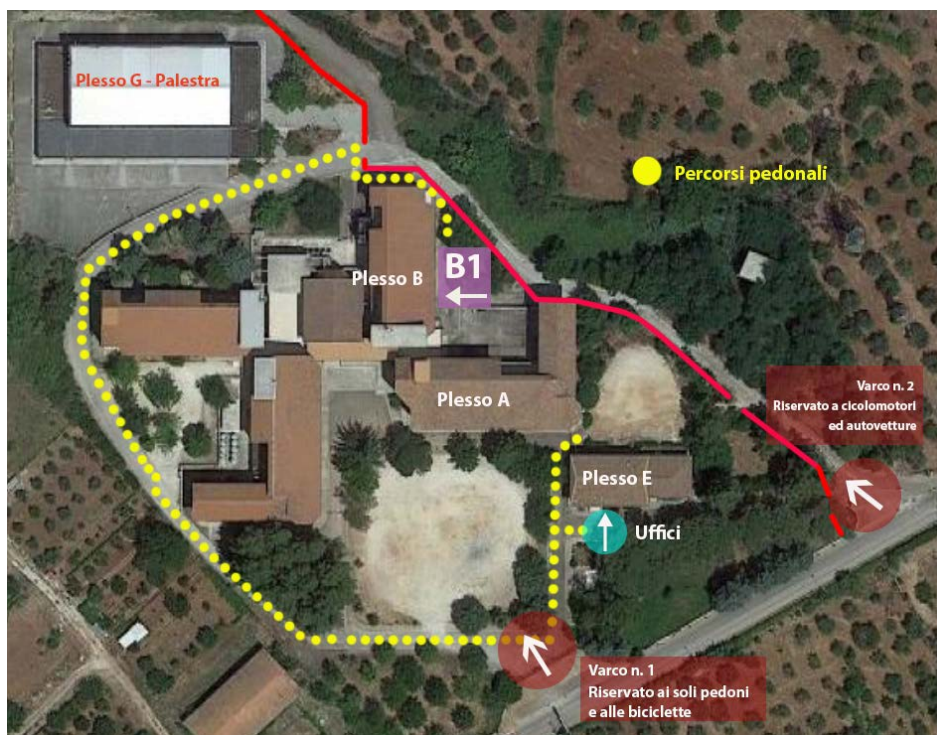 Plesso G - Palestra
Percorsi pedonali
B1
Plesso B
Varco n. 2
Riservato a cicolomotori
ed autovetture
Plesso A
Plesso E
Uffici
Varco n. 1
Riservato ai soli pedoni
e alle biciclette